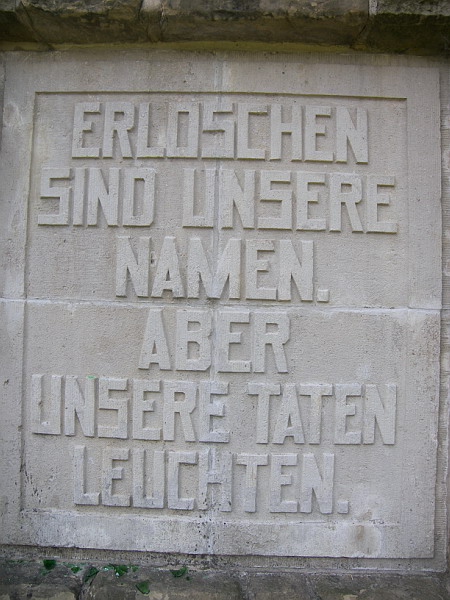 ERLOSCHEN
SIND UNSERE
NAMEN.
ABER
UNSERE TATEN
LEUCHTEN.